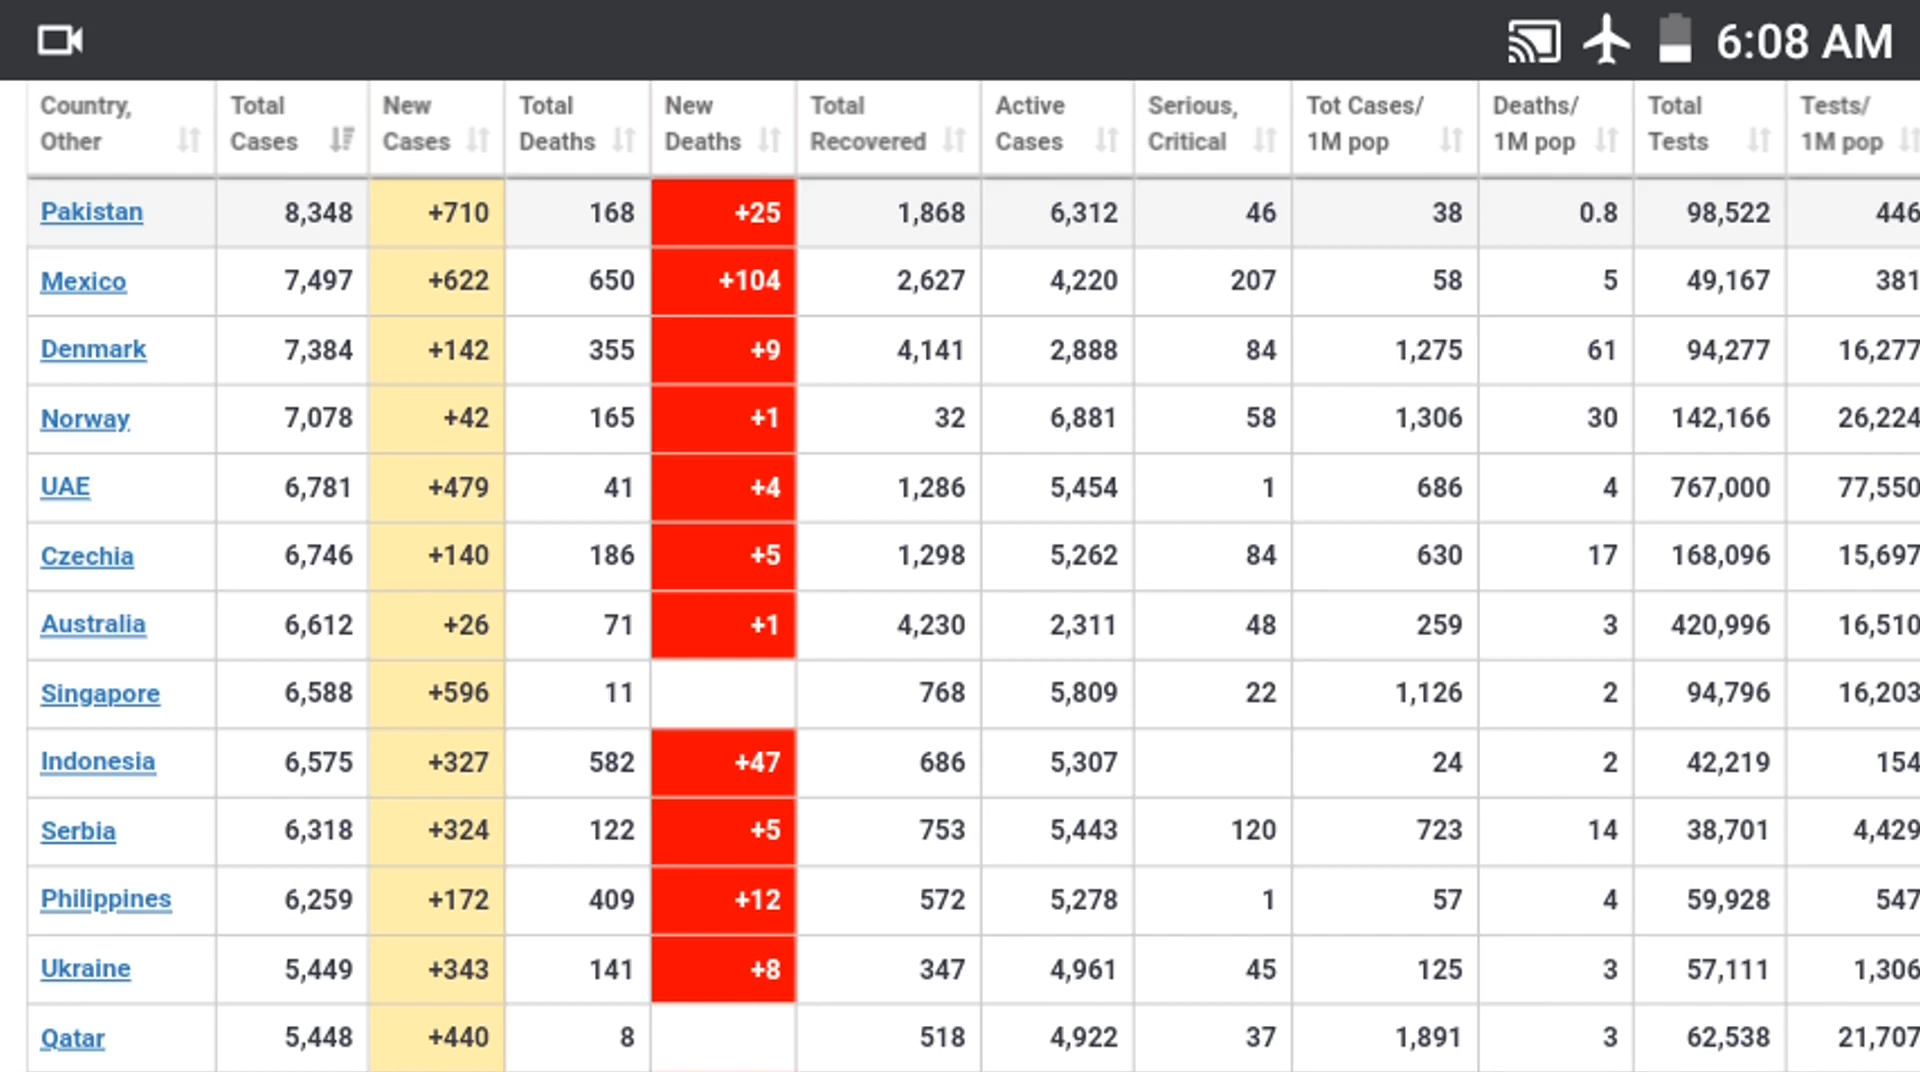 6:08 AM
Country, Other Total Cases New Cases Total Deaths New Deaths Total Recovered Active Cases Serious, Critical Tot Cases/ 1M pop Deaths/ 1M pop Total Tests Tests/ 1M pop
Pakistan 8,348 +710 168 +25 1,868 6,312 46 38 0.8 98,522 446
Mexico 7,497 +622 650 +104 2,627 4,220 207 58 5 49,167 381
Denmark 7,384 +142 355 +9 4,141 2,888 84 1,275 61 94,277 16,277
Norway 7,078 +42 165 +1 32 6,881 58 1,306 30 142,166 26,224
UAE 6,781 +479 41 +4 1,286 5,454 1 686 4 767,000 77,550
Czechia 6,746 +140 186 +5 1,298 5,262 84 630 17 168,096 15,697
Australia 6,612 +26 71 +1 4,230 2,311 48 259 3 420,996 16,510
Singapore 6,588 +596 11 768 5,809 22 1,126 2 94,796 16,203
Indonesia 6,575 +327 582 +47 686 5,307 24 2 42,219 154
Serbia 6,318 +324 122 +5 753 5,443 120 723 14 38,701 4,429
Philippines 6,259 +172 409 +12 572 5,278 1 57 4 59,928 547
Ukraine 5,449 +343 141 +8 347 4,961 45 125 3 57,111 1,306
Qatar 5,448 +440 8 518 4,922 37 1,891 3 62,538 21,707